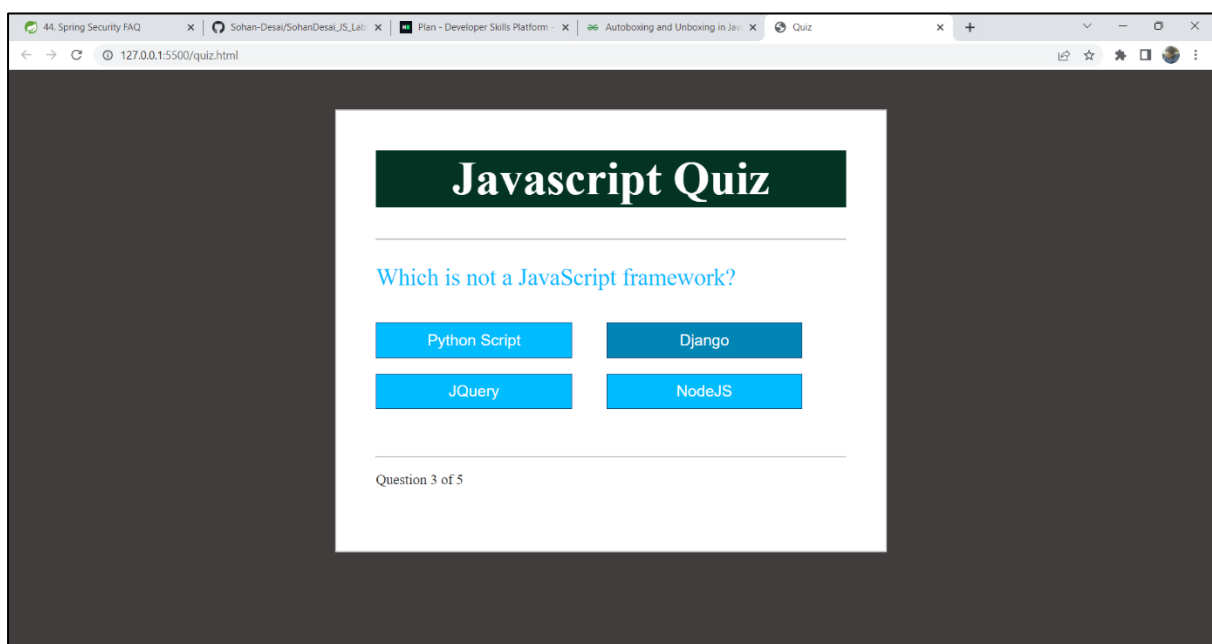 44. Spring Security FAQ
Sohan-Desai/SohanDesai_JS_Lab
Plan - Developer Skills Platform -
Autoboxing and Unboxing in Jav
Quiz
127.0.0.1:5500/quiz.html
Javascript Quiz
Which is not a JavaScript framework?
Python Script Django
JQuery NodeJS
Question 3 of 5